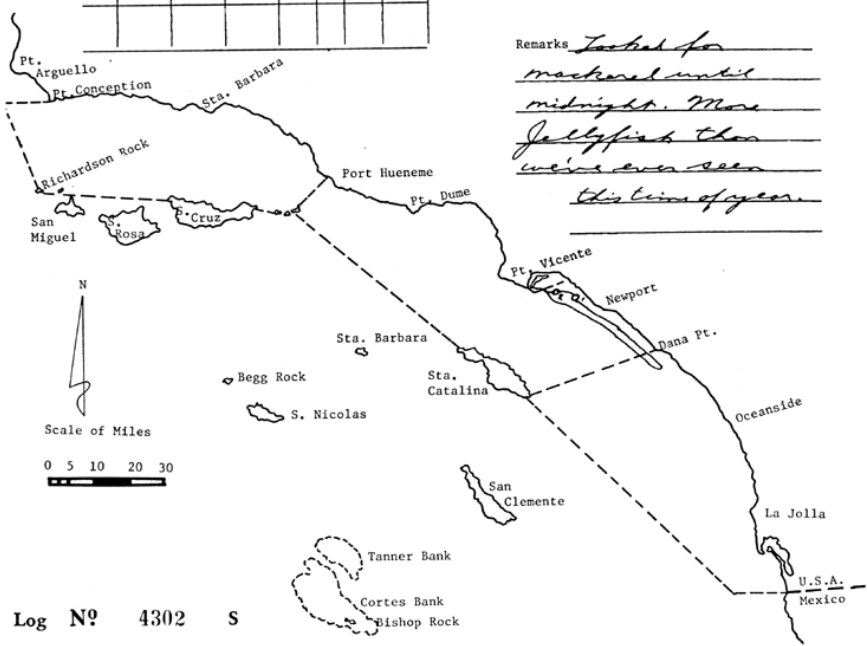 Remarks Looked for
mackerel until
midnight. More
Jellyfish than
we've ever seen
this time of year.
Pt.
Arguello
Pt. Conception
Sta. Barbara
Richardson Rock
Port Hueneme
San
Miguel
S.
Rosa
S.
Cruz
Pt. Dume
Pt. Vicente
Newport
N
Sta. Barbara
Dana Pt.
Begg Rock
Sta.
Catalina
S. Nicolas
Oceanside
Scale of Miles
0 5 10 20 30
San
Clemente
La Jolla
Tanner Bank
U.S.A.
Mexico
Cortes Bank
Bishop Rock
Log Nº 4302 S